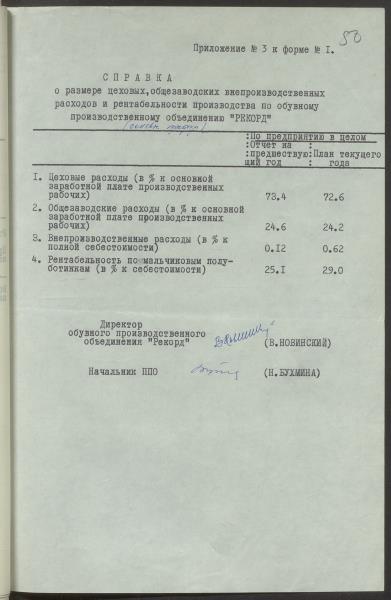 50
Приложение № 3 к форме № I.
СПРАВКА
о размере цеховых,общезаводских внепроизводственных
расходов и рентабельности производства по обувному
производственному объединению "РЕКОРД"
:По предприятию в целом
:Отчет на :
:предшествую:План текущего
щий год : года
I. Цеховые расходы (в % к основной
заработной плате производственных
рабочих) 73.4 72.6
2. Общезаводские расходы (в % к основной
заработной плате производственных
рабочих) 24.6 24.2
3. Внепроизводственные расходы (в % к
полной себестоимости) 0.I2 0.62
4. Рентабельность по мальчиковым полу-
ботинкам (в % к себестоимости) 25.I 29.0
Директор
обувного производственного
объединения "Рекорд" (В.НОВИНСКИЙ)
Начальник ППО (Н.БУХМИНА)